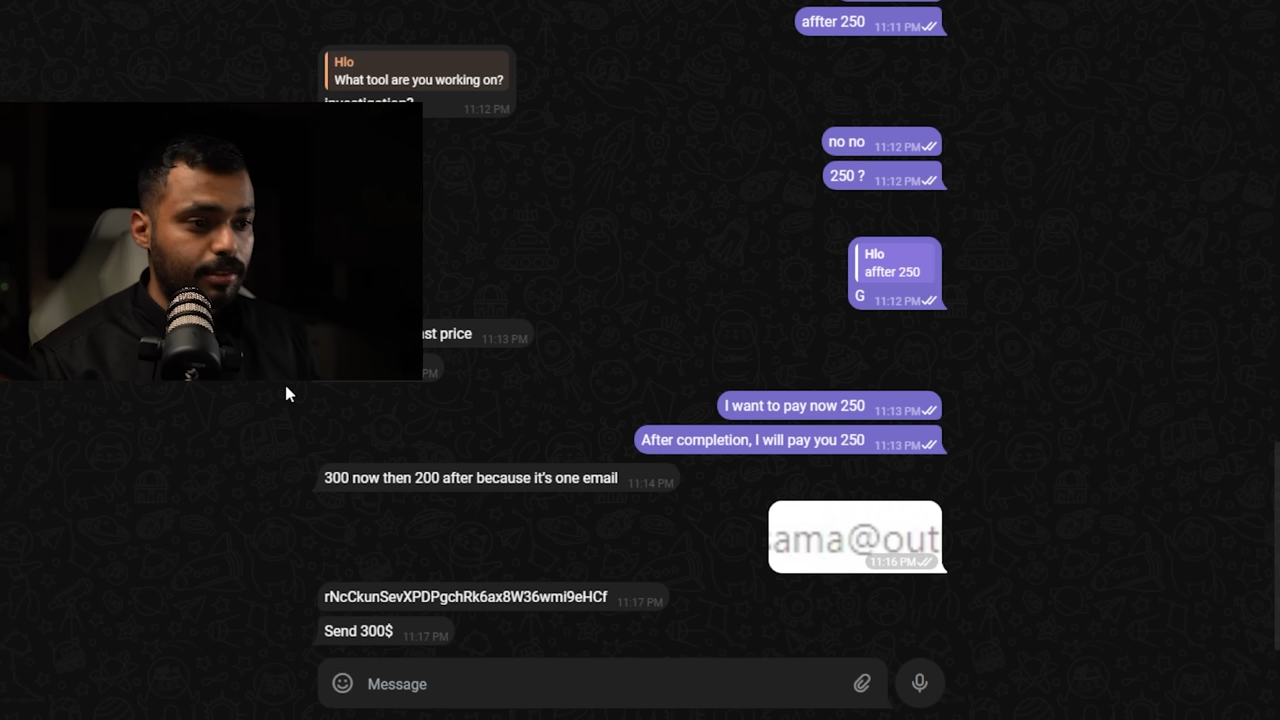 affter 250
11:11 PM
Hlo
What tool are you working on?
investigation?
11:12 PM
no no 11:12 PM
250 ? 11:12 PM
Hlo
affter 250
G 11:12 PM
price 11:13 PM
PM
I want to pay now 250 11:13 PM
After completion, I will pay you 250 11:13 PM
300 now then 200 after because it's one email 11:14 PM
ama@out
11:16 PM
rNcCkunSevXPDPgchRk6ax8W36wmi9eHCf 11:17 PM
Send 300$ 11:17 PM
Message